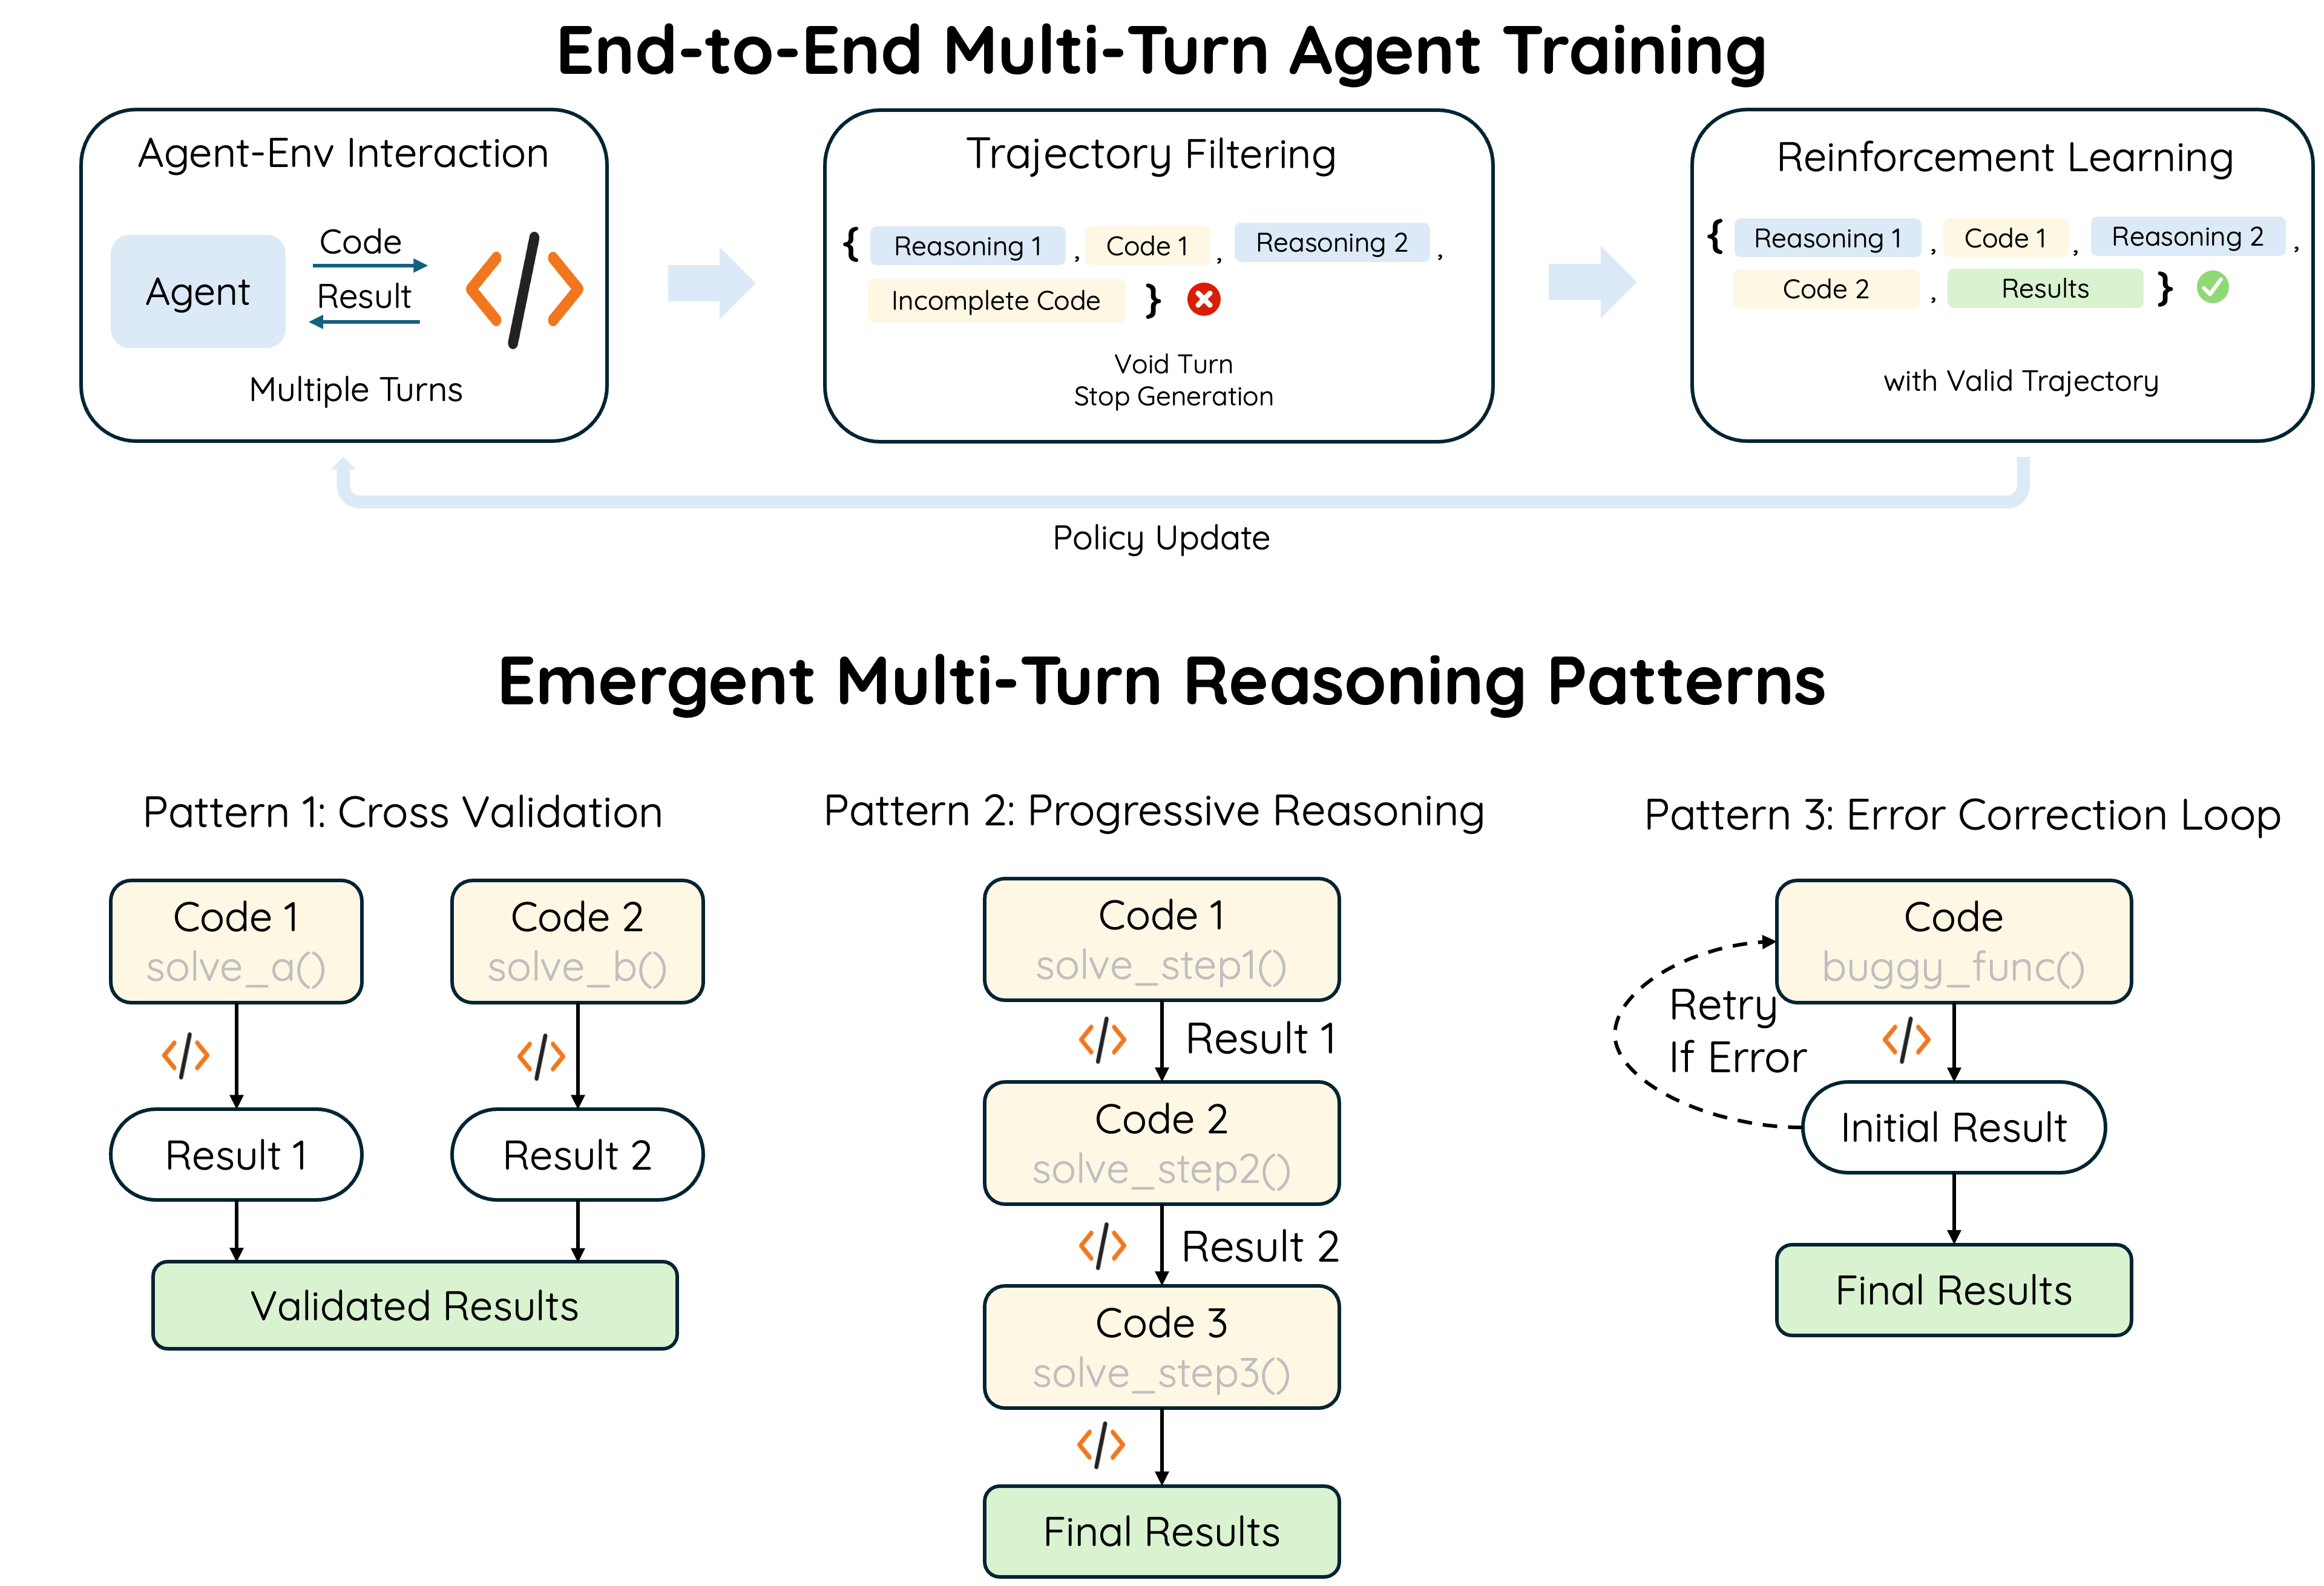 End-to-End Multi-Turn Agent Training
Agent-Env Interaction
Agent
Code
Result
</>
Multiple Turns
Trajectory Filtering
{ Reasoning 1 , Code 1 , Reasoning 2 ,
Incomplete Code }
Void Turn
Stop Generation
Reinforcement Learning
{ Reasoning 1 , Code 1 , Reasoning 2 ,
Code 2 , Results }
with Valid Trajectory
Policy Update
Emergent Multi-Turn Reasoning Patterns
Pattern 1: Cross Validation
Code 1
solve_a()
</>
Result 1
Code 2
solve_b()
</>
Result 2
Validated Results
Pattern 2: Progressive Reasoning
Code 1
solve_step1()
</> Result 1
Code 2
solve_step2()
</> Result 2
Code 3
solve_step3()
</>
Final Results
Pattern 3: Error Correction Loop
Code
buggy_func()
Retry
If Error
</>
Initial Result
Final Results